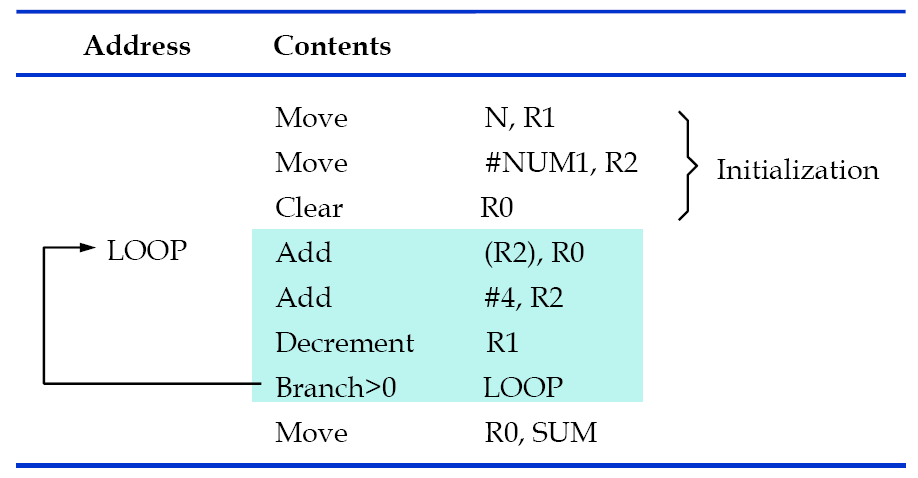 Address Contents
Move N, R1
Move #NUM1, R2
Initialization
Clear R0
LOOP Add (R2), R0
Add #4, R2
Decrement R1
Branch>0 LOOP
Move R0, SUM